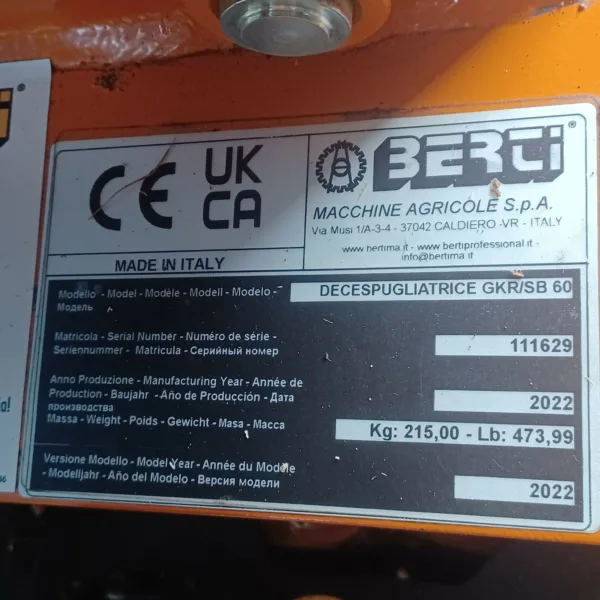 CE UK CA
BERTI®
MACCHINE AGRICOLE S.p.A.
Via Musi 1/A-3-4 - 37042 CALDIERO -VR - ITALY
www.bertima.it - www.bertiprofessional.it -
info@bertima.it
MADE IN ITALY
Modello - Model - Modèle - Modell - Modelo - DECESPUGLIATRICE GKR/SB 60
Модель
Matricola - Serial Number - Numéro de série -
Seriennummer - Matricula - Серийный номер 111629
Anno Produzione - Manufacturing Year - Année de
Production - Baujahr - Año de Producción - Дата 2022
производства
Massa - Weight - Poids - Gewicht - Masa - Масса Kg: 215,00 - Lb: 473,99
Versione Modello - Model Year - Année du Modèle
- Modelljahr - Año del Modelo - Версия модели 2022